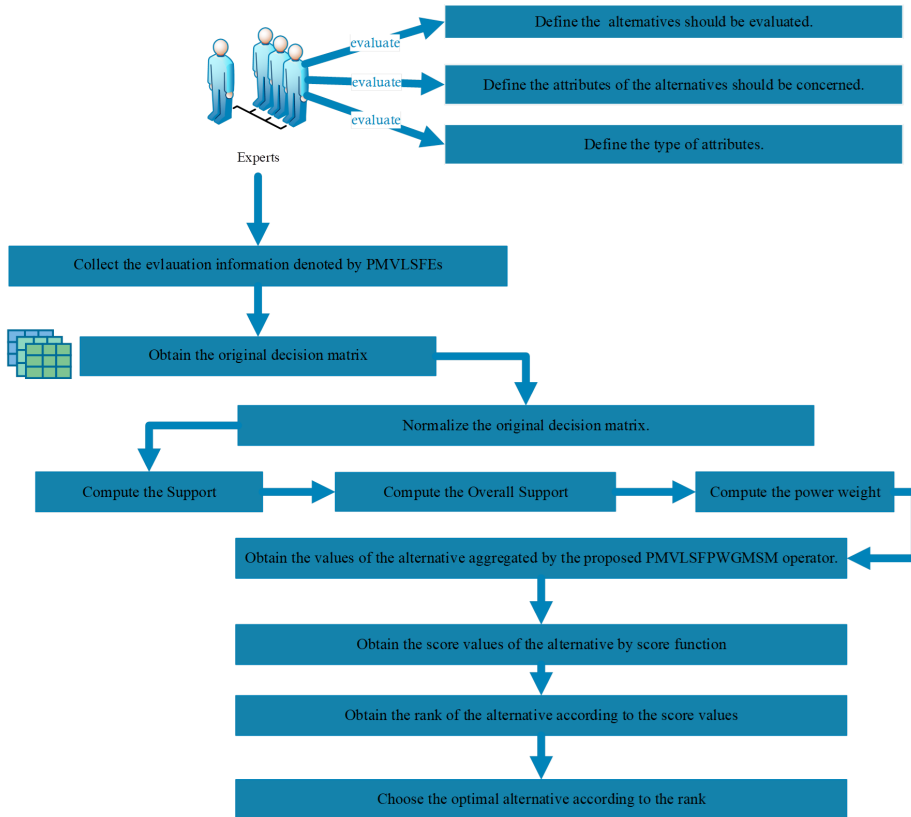 Define the alternatives should be evaluated.
evaluate
evaluate
Define the attributes of the alternatives should be concerned.
evaluate
Define the type of attributes.
Experts
Collect the evlauation information denoted by PMVLSFEs
Obtain the original decision matrix
Normalize the original decision matrix.
Compute the Support
Compute the Overall Support
Compute the power weight
Obtain the values of the alternative aggregated by the proposed PMVLSFPWGMSM operator.
Obtain the score values of the alternative by score function
Obtain the rank of the alternative according to the score values
Choose the optimal alternative according to the rank